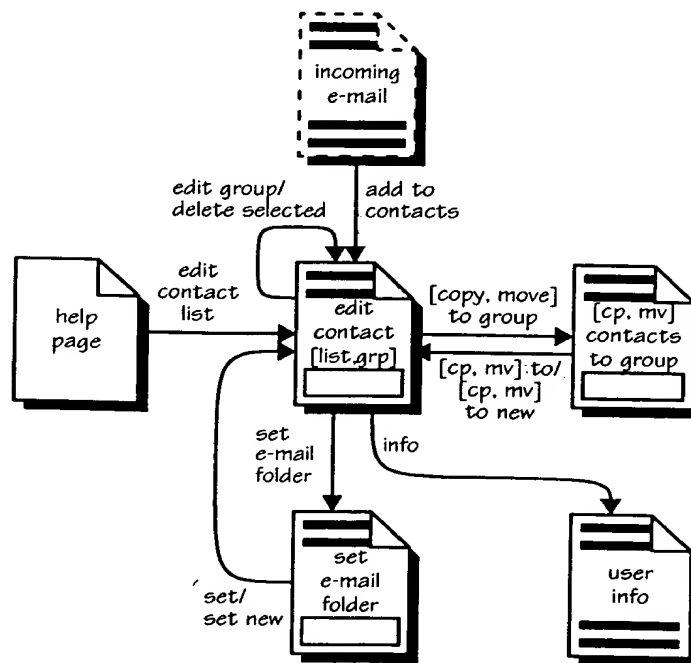 incoming
e-mail
edit group/
delete selected
add to
contacts
edit
contact
list
help
page
edit
contact
[list,grp]
[copy, move]
to group
[cp, mv]
contacts
to group
[cp, mv] to/
[cp, mv]
to new
set
e-mail
folder
info
set
e-mail
folder
user
info
set/
set new